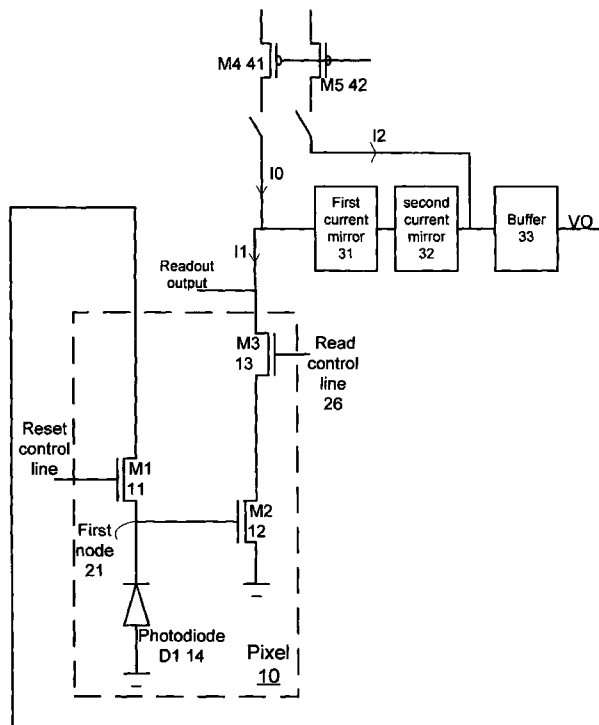 M4 41
M5 42
I2
I0
First
current
mirror
31
second
current
mirror
32
Buffer
33
VO
I1
Readout
output
M3
13
Read
control
line
26
Reset
control
line
M1
11
M2
12
First
node
21
Photodiode
D1 14
Pixel
10